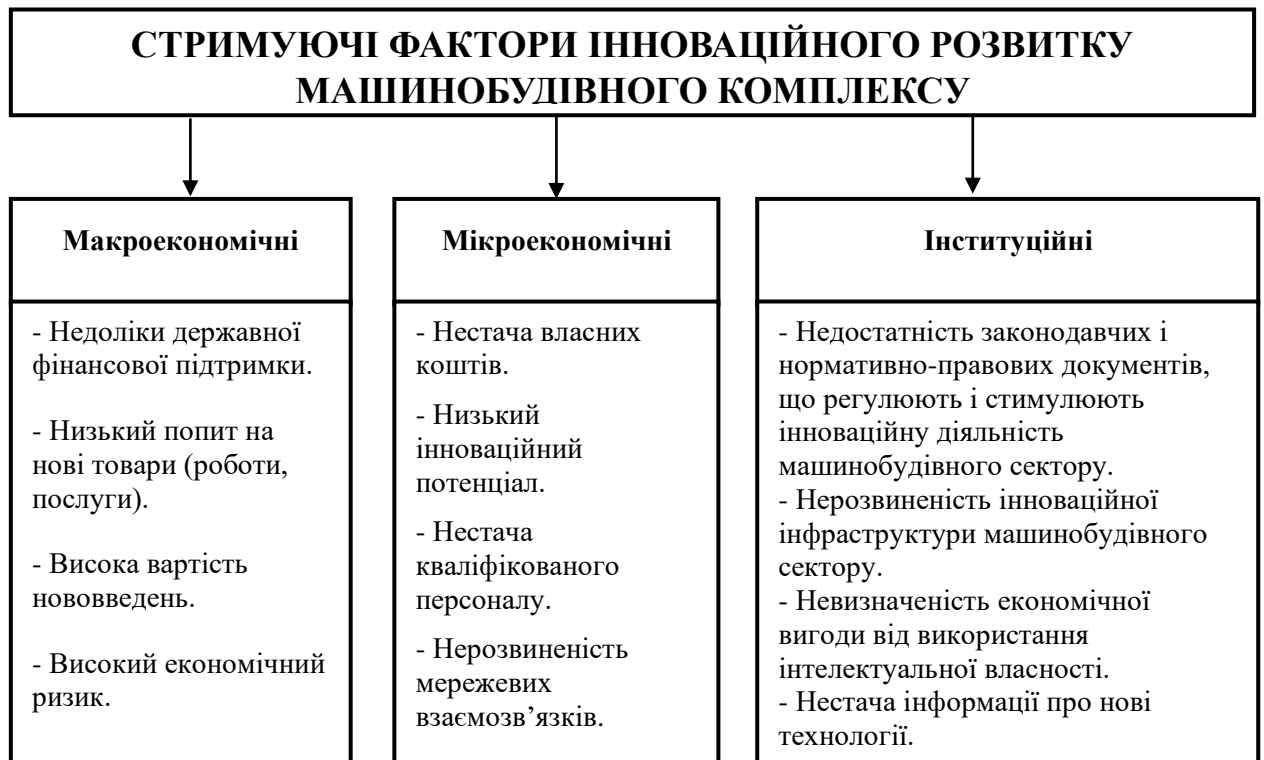 СТРИМУЮЧІ ФАКТОРИ ІННОВАЦІЙНОГО РОЗВИТКУ
МАШИНОБУДІВНОГО КОМПЛЕКСУ
Макроекономічні
- Недоліки державної
фінансової підтримки.
- Низький попит на
нові товари (роботи,
послуги).
- Висока вартість
нововведень.
- Високий економічний
ризик.
Мікроекономічні
- Нестача власних
коштів.
- Низький
інноваційний
потенціал.
- Нестача
кваліфікованого
персоналу.
- Нерозвиненість
мережевих
взаємозв’язків.
Інституційні
- Недостатність законодавчих і
нормативно-правових документів,
що регулюють і стимулюють
інноваційну діяльність
машинобудівного сектору.
- Нерозвиненість інноваційної
інфраструктури машинобудівного
сектору.
- Невизначеність економічної
вигоди від використання
інтелектуальної власності.
- Нестача інформації про нові
технології.